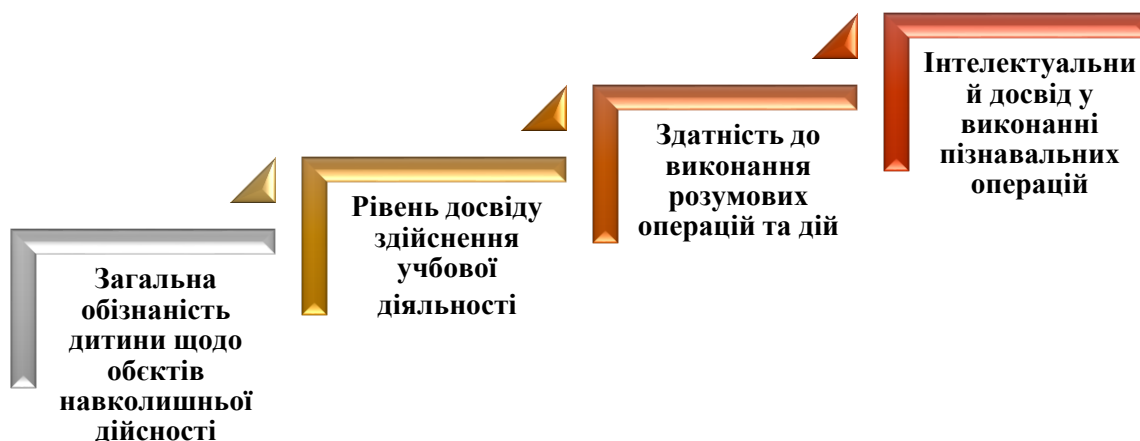 Загальна
обізнаність
дитини щодо
обєктів
навколишньої
дійсності
Рівень досвіду
здійснення
учбової
діяльності
Здатність до
виконання
розумових
операцій та дій
Інтелектуальни
й досвід у
виконанні
пізнавальних
операцій